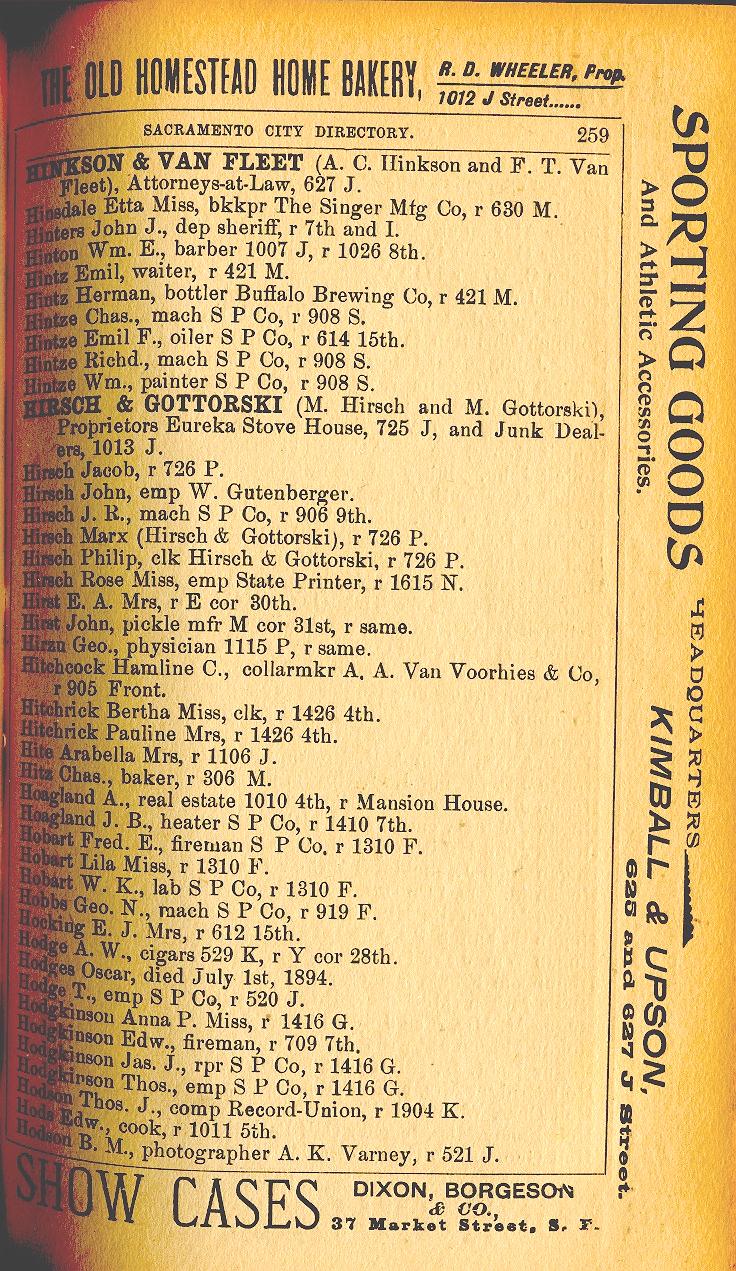 THE OLD HOMESTEAD HOME BAKERY, R. D. WHEELER, Prop.
1012 J Street......
SACRAMENTO CITY DIRECTORY. 259
HINKSON & VAN FLEET (A. C. Hinkson and F. T. Van
Fleet), Attorneys-at-Law, 627 J.
Hinsdale Etta Miss, bkkpr The Singer Mfg Co, r 630 M.
Hinters John J., dep sheriff, r 7th and I.
Hinton Wm. E., barber 1007 J, r 1026 8th.
Hintz Emil, waiter, r 421 M.
Hintz Herman, bottler Buffalo Brewing Co, r 421 M.
Hintze Chas., mach S P Co, r 908 S.
Hintze Emil F., oiler S P Co, r 614 15th.
Hintze Richd., mach S P Co, r 908 S.
Hintze Wm., painter S P Co, r 908 S.
HIRSCH & GOTTORSKI (M. Hirsch and M. Gottorski),
Proprietors Eureka Stove House, 725 J, and Junk Deal-
ers, 1013 J.
Hirsch Jacob, r 726 P.
Hirsch John, emp W. Gutenberger.
Hirsch J. R., mach S P Co, r 906 9th.
Hirsch Marx (Hirsch & Gottorski), r 726 P.
Hirsch Philip, clk Hirsch & Gottorski, r 726 P.
Hirsch Rose Miss, emp State Printer, r 1615 N.
Hirst E. A. Mrs, r E cor 30th.
Hirst John, pickle mfr M cor 31st, r same.
Hirzn Geo., physician 1115 P, r same.
Hitchcock Hamline C., collarmkr A. A. Van Voorhies & Co,
r 905 Front.
Hitchrick Bertha Miss, clk, r 1426 4th.
Hitchrick Pauline Mrs, r 1426 4th.
Hite Arabella Mrs, r 1106 J.
Hitz Chas., baker, r 306 M.
Hoagland A., real estate 1010 4th, r Mansion House.
Hoagland J. B., heater S P Co, r 1410 7th.
Hobart Fred. E., fireman S P Co. r 1310 F.
Hobart Lila Miss, r 1310 F.
Hobart W. K., lab S P Co, r 1310 F.
Hobbs Geo. N., mach S P Co, r 919 F.
Hocking E. J. Mrs, r 612 15th.
Hodge A. W., cigars 529 K, r Y cor 28th.
Hodges Oscar, died July 1st, 1894.
Hodge T., emp S P Co, r 520 J.
Hodgkinson Anna P. Miss, r 1416 G.
Hodgkinson Edw., fireman, r 709 7th.
Hodgkinson Jas. J., rpr S P Co, r 1416 G.
Hodgkinson Thos., emp S P Co, r 1416 G.
Hodson Thos. J., comp Record-Union, r 1904 K.
Hods Edw., cook, r 1011 5th.
Hodson B. M., photographer A. K. Varney, r 521 J.
SHOW CASES DIXON, BORGESON
& CO.,
37 Market Street, S. F.
SPORTING GOODS HEADQUARTERS
And Athletic Accessories. KIMBALL & UPSON,
625 and 627 J Street.